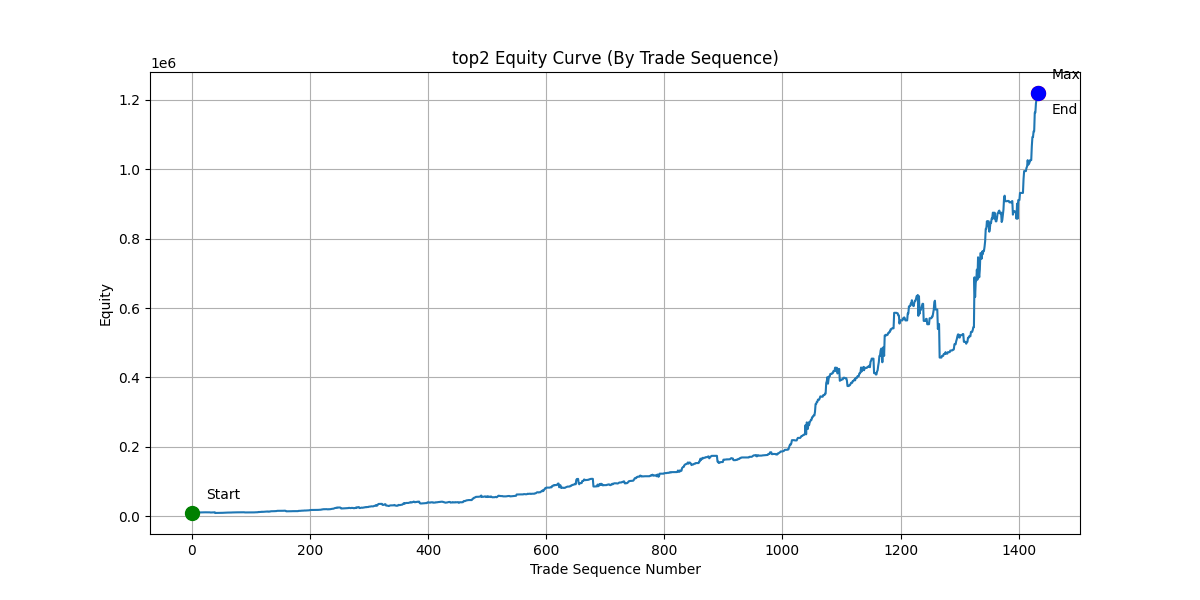 top2 Equity Curve (By Trade Sequence)
1e6
Max
1.2
End
1.0
0.8
0.6
0.4
0.2
Start
0.0
0 200 400 600 800 1000 1200 1400
Equity
Trade Sequence Number